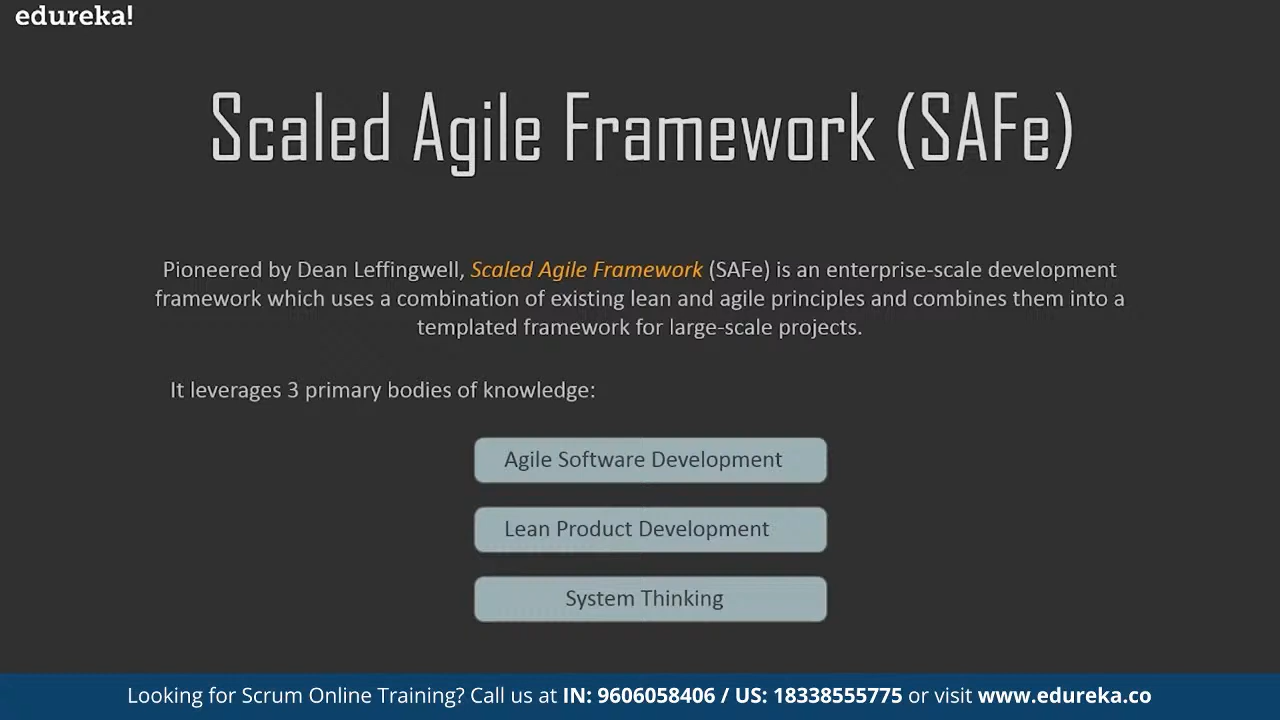 edureka!
Scaled Agile Framework (SAFe)
Pioneered by Dean Leffingwell, Scaled Agile Framework (SAFe) is an enterprise-scale development
framework which uses a combination of existing lean and agile principles and combines them into a
templated framework for large-scale projects.
It leverages 3 primary bodies of knowledge:
Agile Software Development
Lean Product Development
System Thinking
Looking for Scrum Online Training? Call us at IN: 9606058406 / US: 18338555775 or visit www.edureka.co